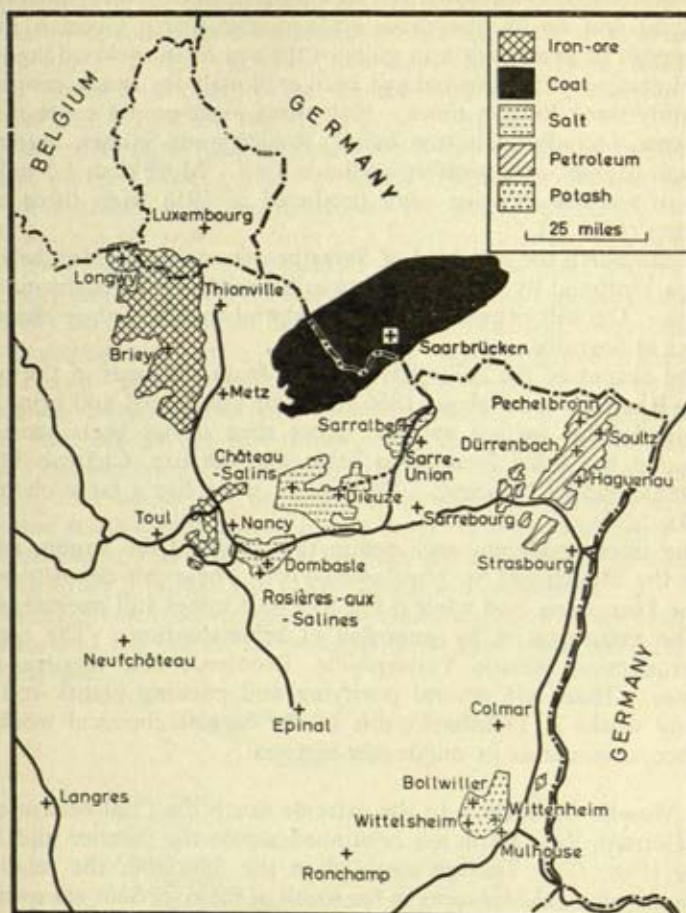 Iron-ore
Coal
Salt
Petroleum
Potash
25 miles
BELGIUM
GERMANY
Luxembourg
Longwy
Thionville
Briey
Saarbrücken
Metz
Pechelbronn
Sarralbe
Soultz
Château-
-Salins
Dürrenbach
Sarre-
Union
Dieuze
Haguenau
Toul
Nancy
Sarrebourg
Dombasle
Strasbourg
Rosières-aux
-Salines
Neufchâteau
Epinal
Colmar
GERMANY
Bollwiller
Langres
Wittelsheim
Wittenheim
Mulhouse
Ronchamp